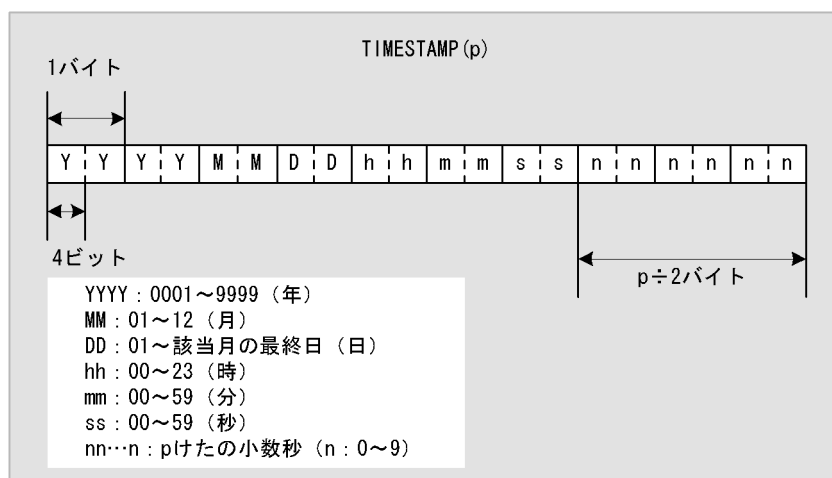 TIMESTAMP(p)
1バイト
Y Y Y Y M M D D h h m m s s n n n n n n
4ビット
p÷2バイト
YYYY：0001～9999（年）
MM：01～12（月）
DD：01～該当月の最終日（日）
hh：00～23（時）
mm：00～59（分）
ss：00～59（秒）
nn…n：pけたの小数秒（n：0～9）